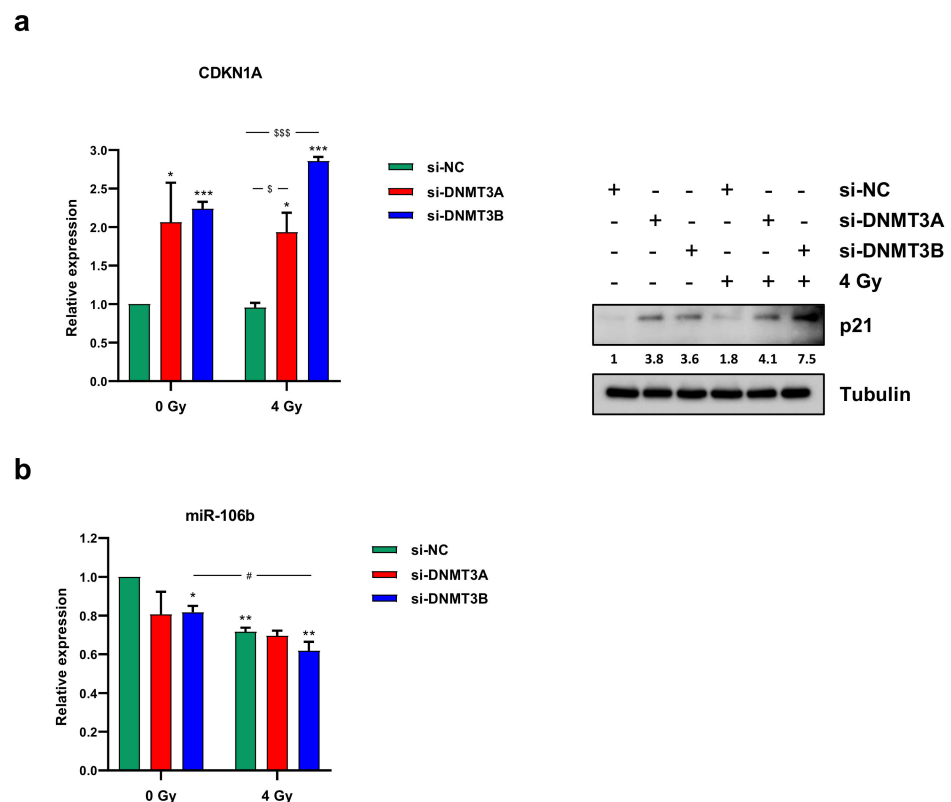 a
CDKN1A
$$$
***
3.0
*
2.5
***
$
*
2.0
1.5
1.0
0.5
0.0
Relative expression
0 Gy
4 Gy
si-NC
si-DNMT3A
si-DNMT3B
+ - - + - - si-NC
- + - - + - si-DNMT3A
- - + - - + si-DNMT3B
- - - + + + 4 Gy
p21
1 3.8 3.6 1.8 4.1 7.5
Tubulin
b
miR-106b
1.2
1.0
#
*
0.8
**
**
0.6
0.4
0.2
0.0
Relative expression
0 Gy
4 Gy
si-NC
si-DNMT3A
si-DNMT3B